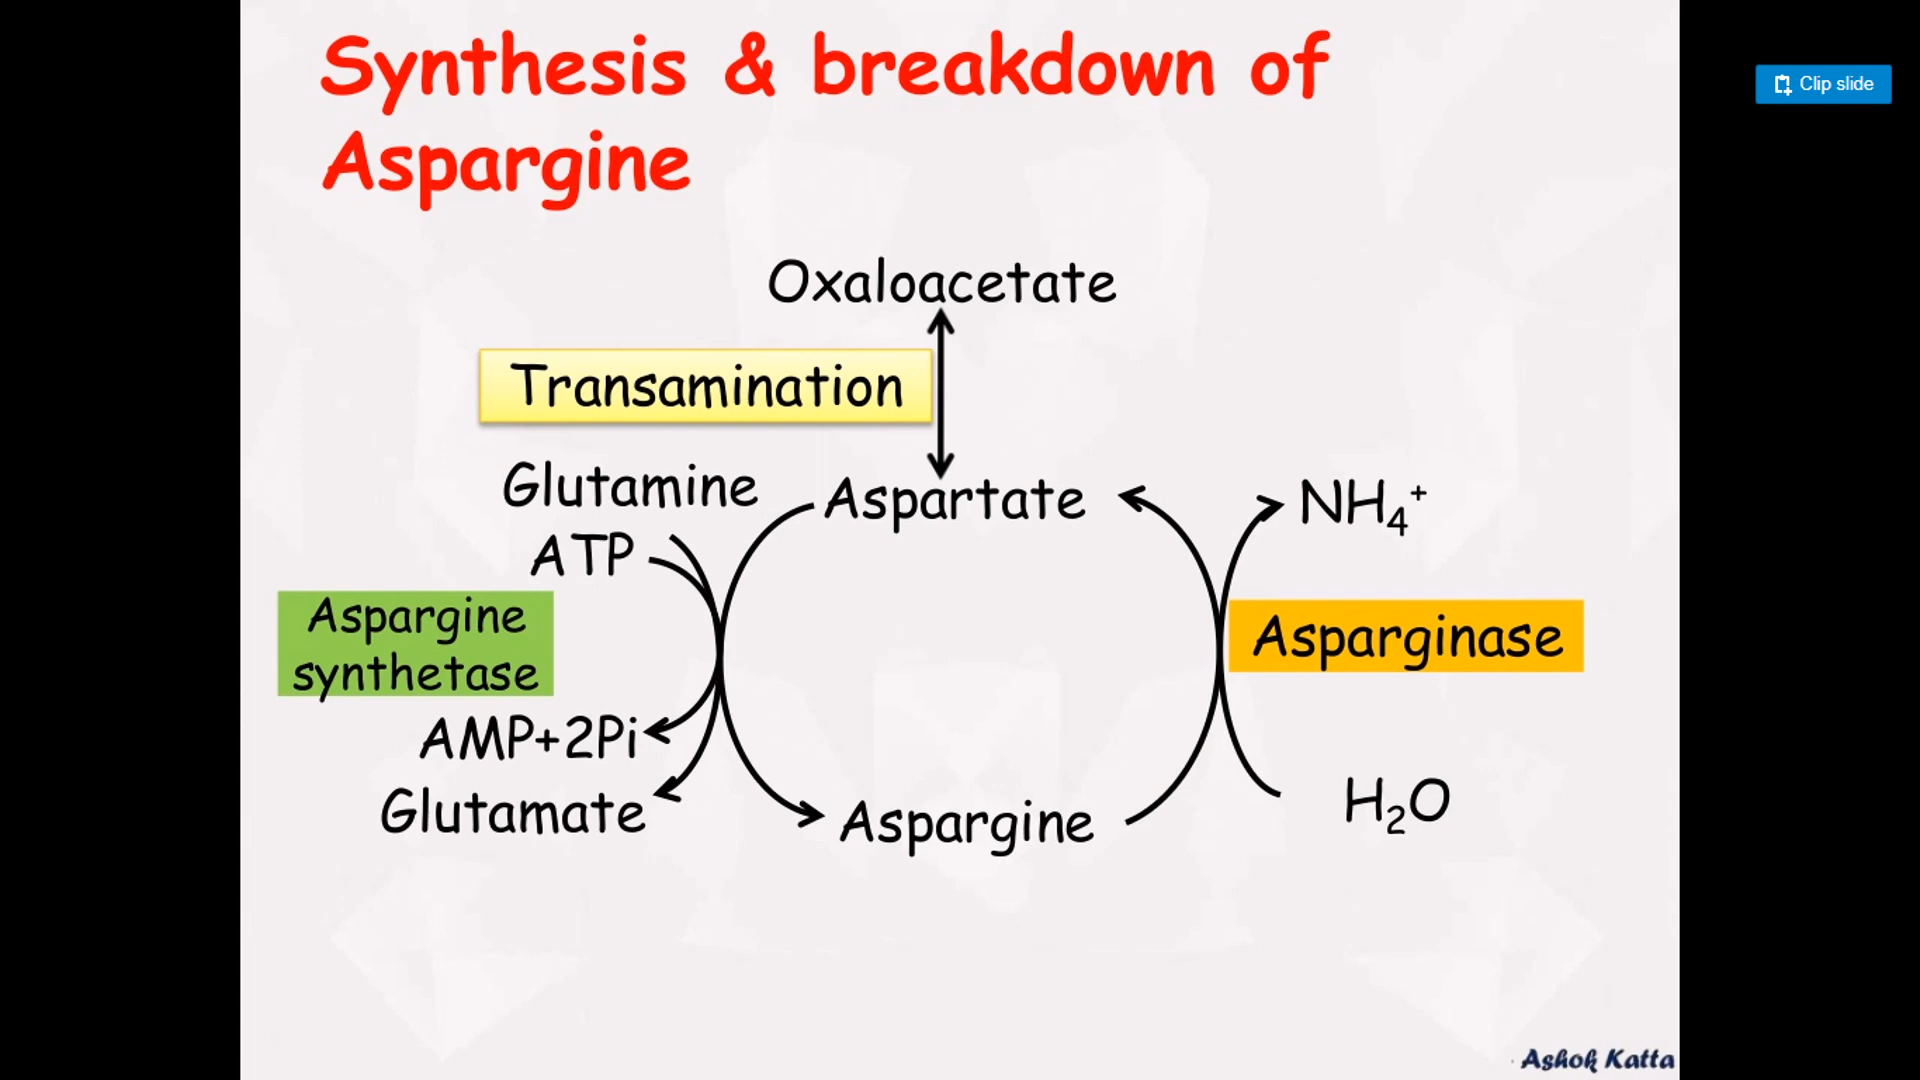 Synthesis & breakdown of
Aspargine
Clip slide
Oxaloacetate
Transamination
Glutamine
Aspartate
NH₄⁺
ATP
Aspargine
synthetase
Asparginase
AMP+2Pi
Glutamate
Aspargine
H₂O
Ashok Katta